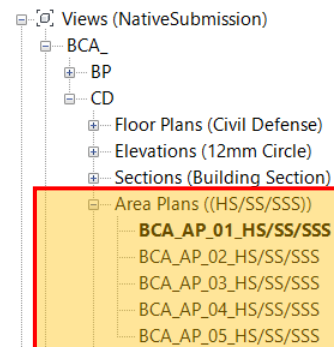 Views (NativeSubmission)
BCA_
BP
CD
Floor Plans (Civil Defense)
Elevations (12mm Circle)
Sections (Building Section)
Area Plans ((HS/SS/SSS))
BCA_AP_01_HS/SS/SSS
BCA_AP_02_HS/SS/SSS
BCA_AP_03_HS/SS/SSS
BCA_AP_04_HS/SS/SSS
BCA_AP_05_HS/SS/SSS